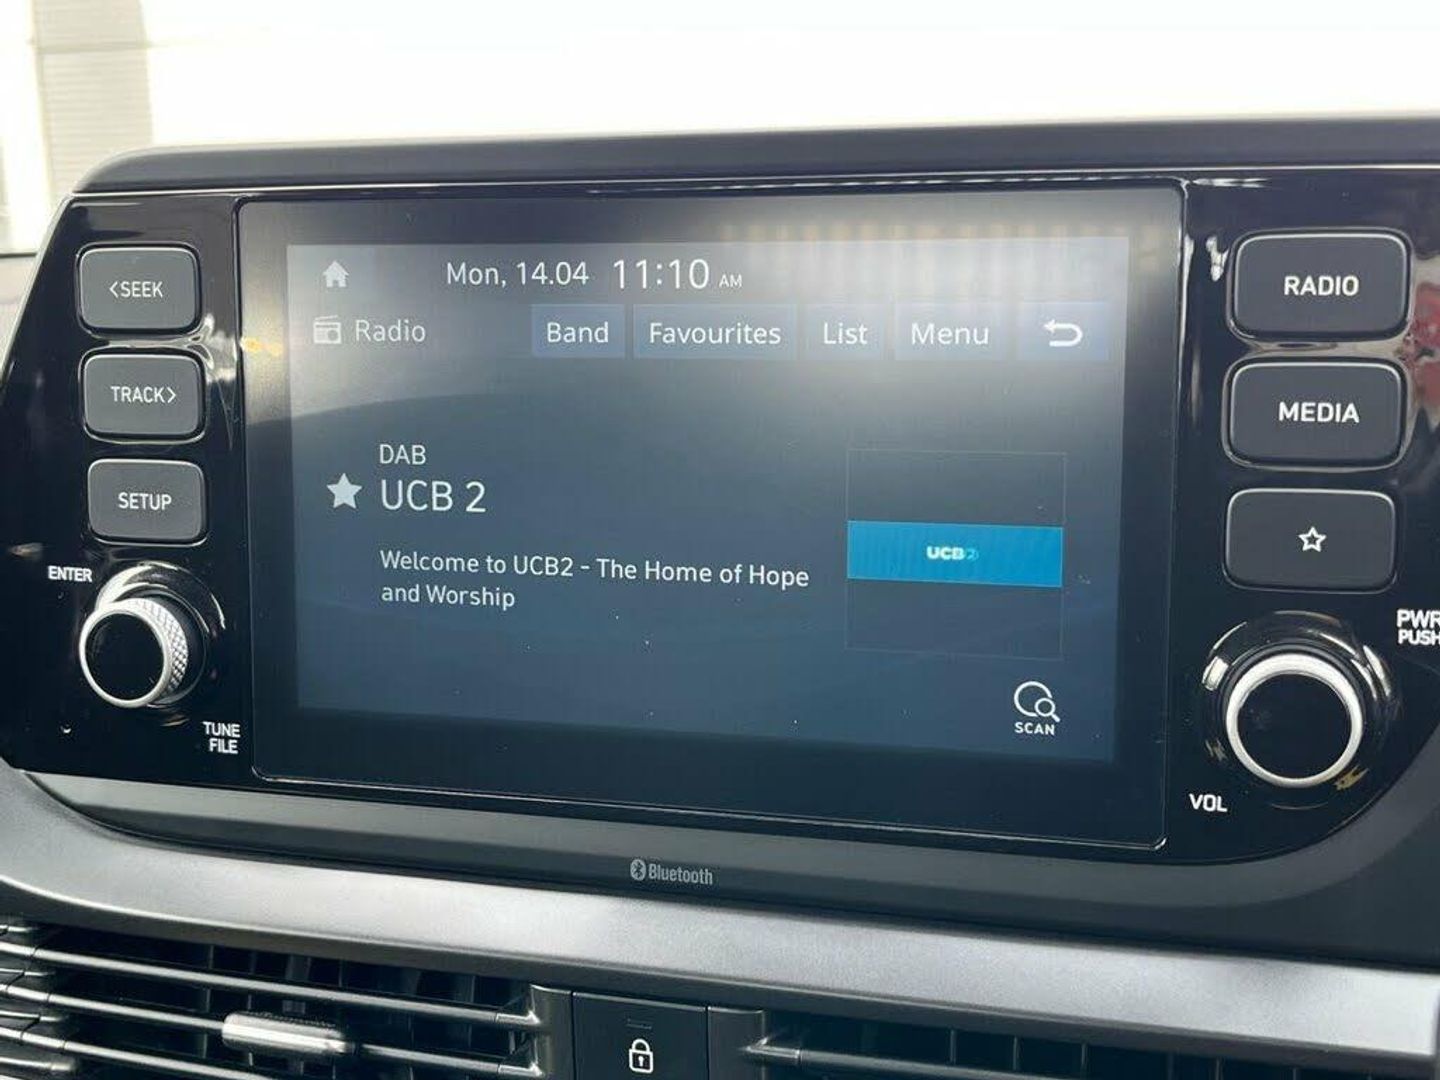 <SEEK
TRACK>
SETUP
ENTER
TUNE
FILE
Mon, 14.04 11:10 AM
Radio Band Favourites List Menu
DAB
UCB 2
Welcome to UCB2 - The Home of Hope
and Worship
UCB2
SCAN
RADIO
MEDIA
PWR
PUSH
VOL
Bluetooth